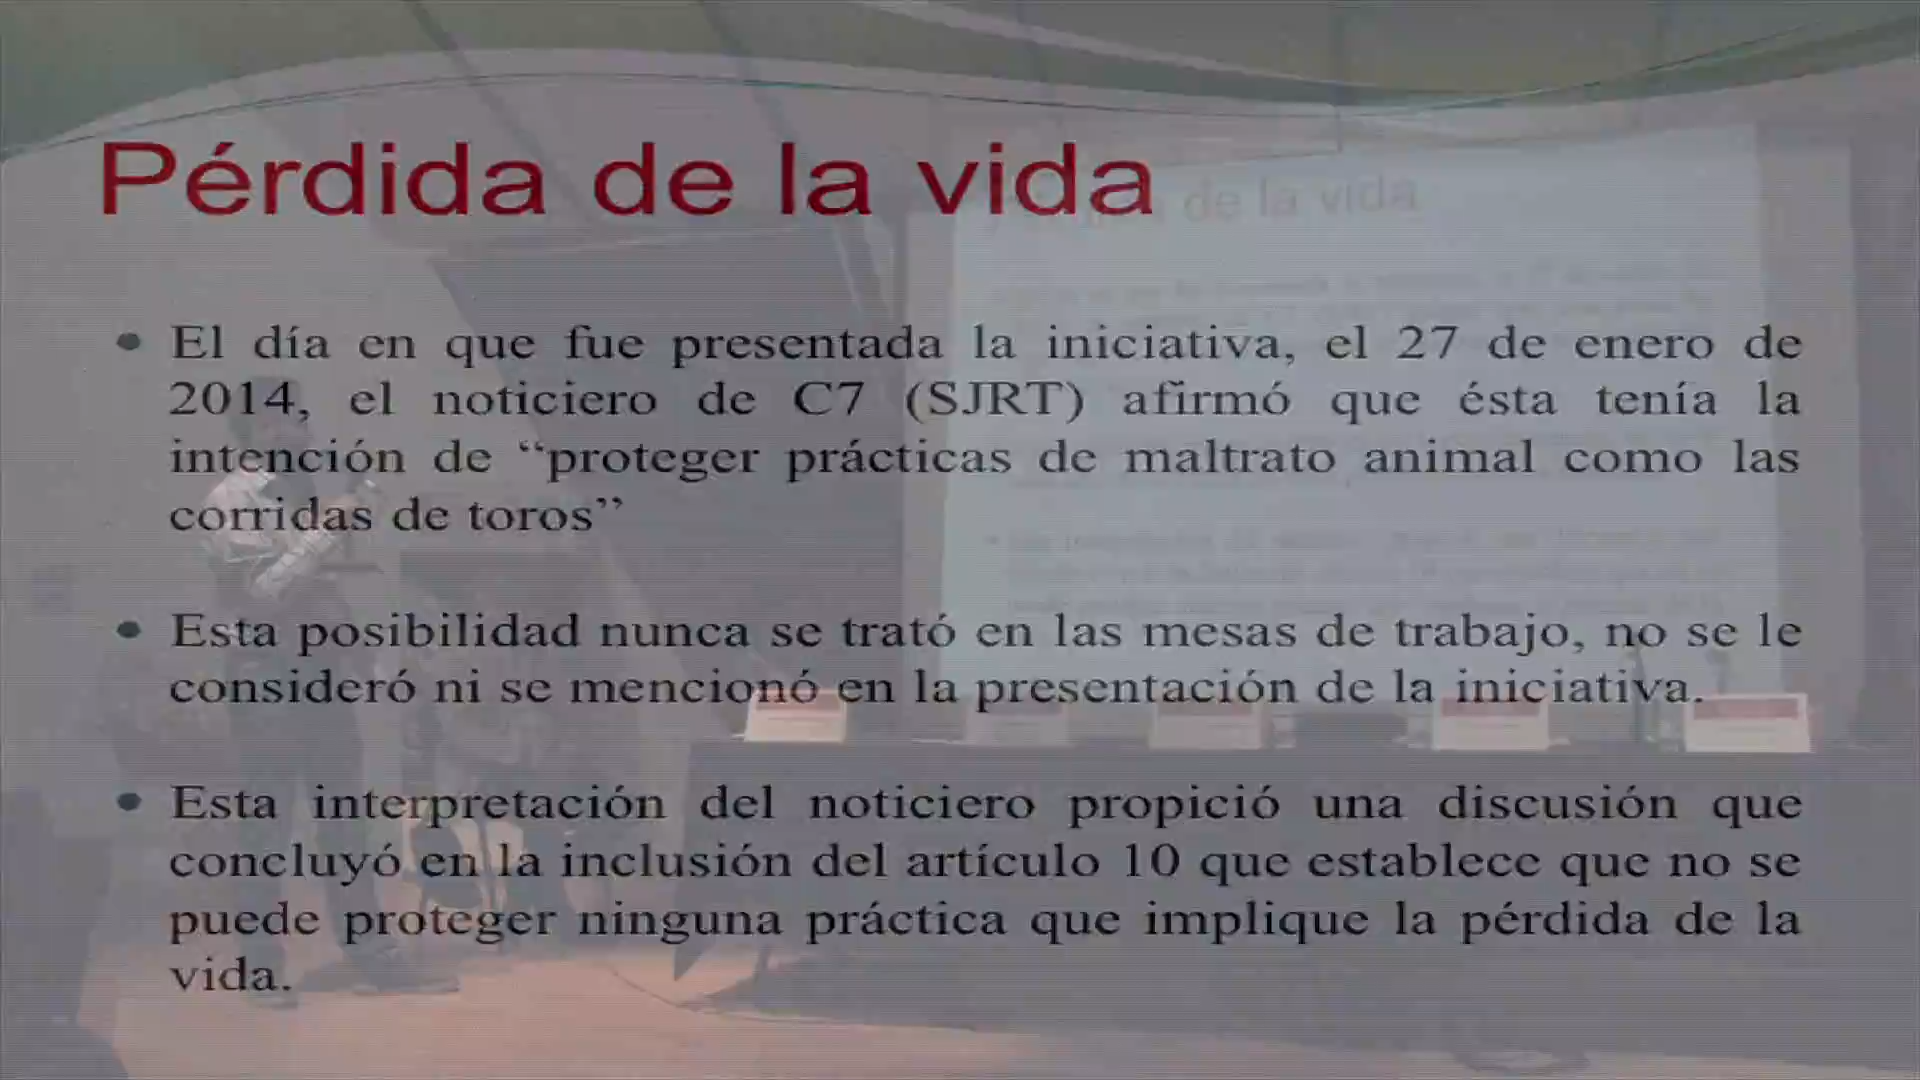 Pérdida de la vida
de la vida
• El día en que fue presentada la iniciativa, el 27 de enero de
2014, el noticiero de C7 (SJRT) afirmó que ésta tenía la
intención de “proteger prácticas de maltrato animal como las
corridas de toros”
• Esta posibilidad nunca se trató en las mesas de trabajo, no se le
consideró ni se mencionó en la presentación de la iniciativa.
• Esta interpretación del noticiero propició una discusión que
concluyó en la inclusión del artículo 10 que establece que no se
puede proteger ninguna práctica que implique la pérdida de la
vida.